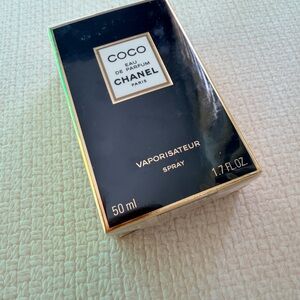 COCO
EAU
DE PARFUM
CHANEL
PARIS
VAPORISATEUR
SPRAY
50 ml
1.7 FL.OZ